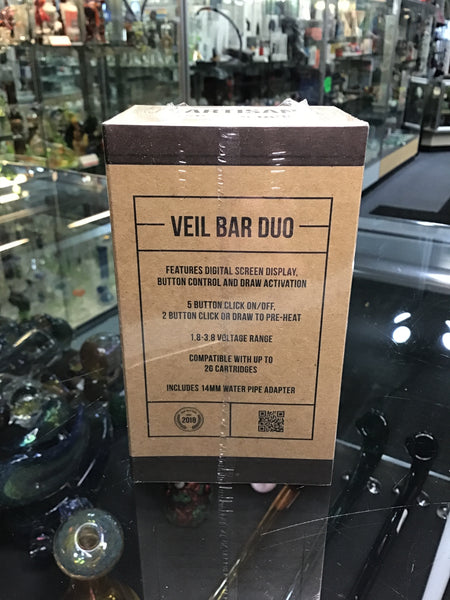 ARTISAN
VEIL BAR DUO
FEATURES DIGITAL SCREEN DISPLAY,
BUTTON CONTROL AND DRAW ACTIVATION
5 BUTTON CLICK ON/OFF,
2 BUTTON CLICK OR DRAW TO PRE-HEAT
1.8-3.8 VOLTAGE RANGE
COMPATIBLE WITH UP TO
2G CARTRIDGES
INCLUDES 14MM WATER PIPE ADAPTER
2019